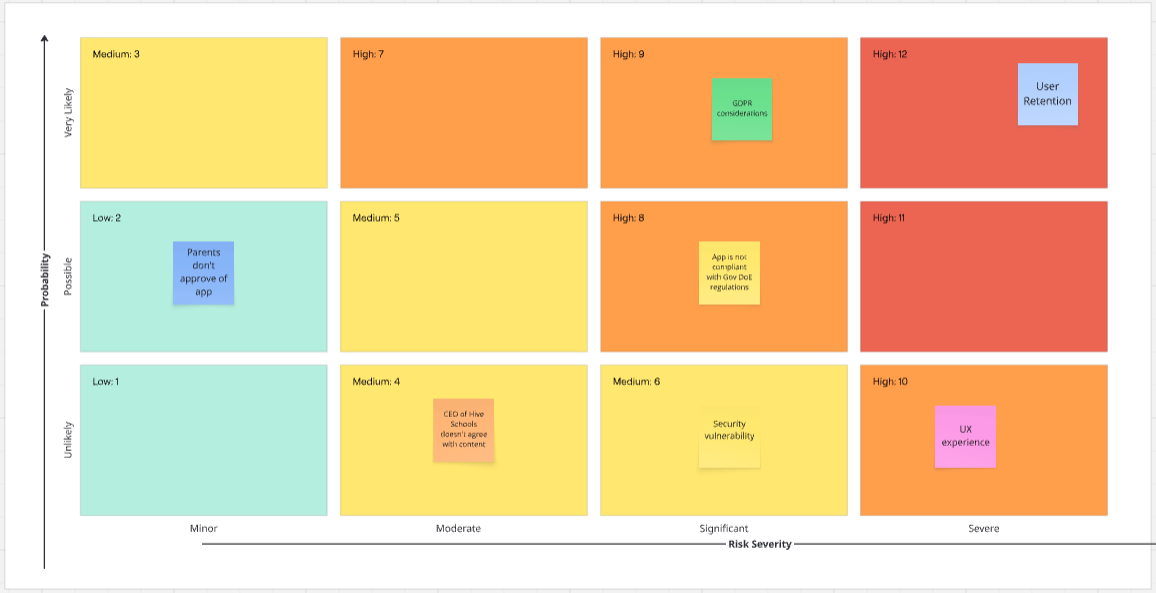 Medium: 3
High: 7
High: 9
High: 12
GDPR
considerations
User
Retention
Very Likely
Low: 2
Medium: 5
High: 8
High: 11
Parents
don't
approve of
app
App is not
compliant
with Gov DoE
regulations
Possible
Probability
Low: 1
Medium: 4
Medium: 6
High: 10
CEO of Hive
Schools
doesn't agree
with content
Security
vulnerability
UX
experience
Unlikely
Minor
Moderate
Significant
Severe
Risk Severity